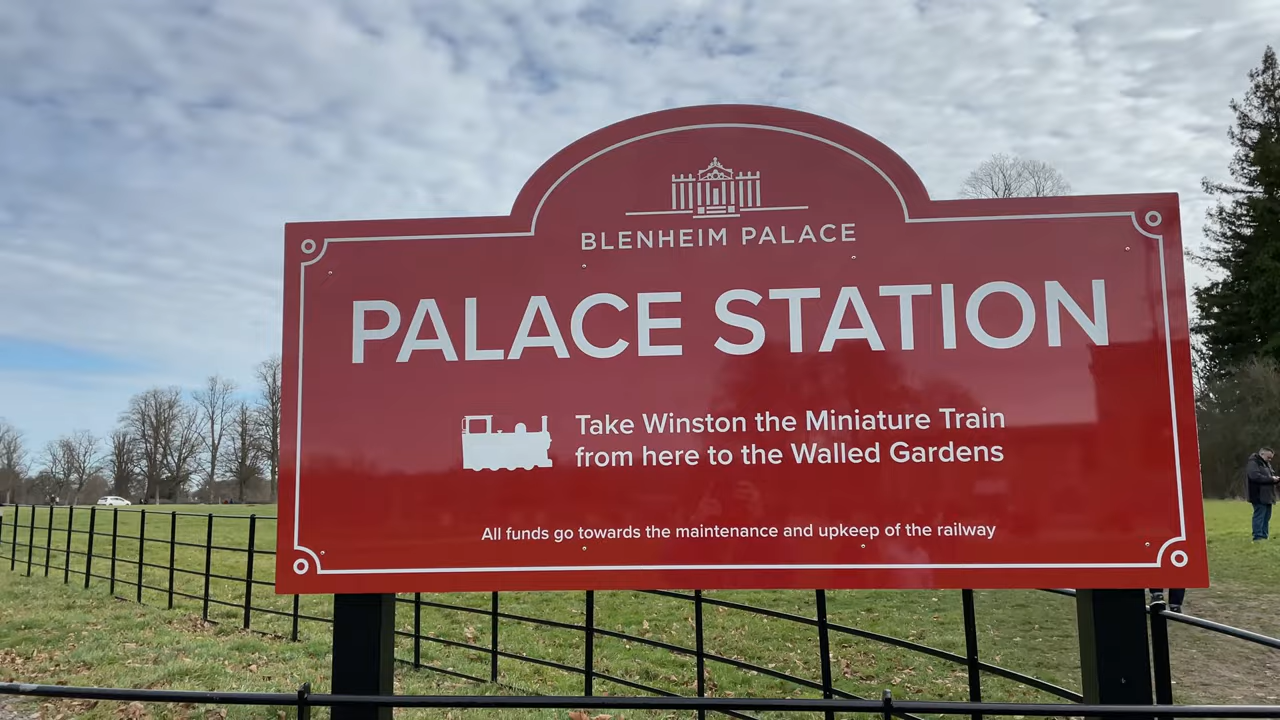 BLENHEIM PALACE
PALACE STATION
Take Winston the Miniature Train
from here to the Walled Gardens
All funds go towards the maintenance and upkeep of the railway